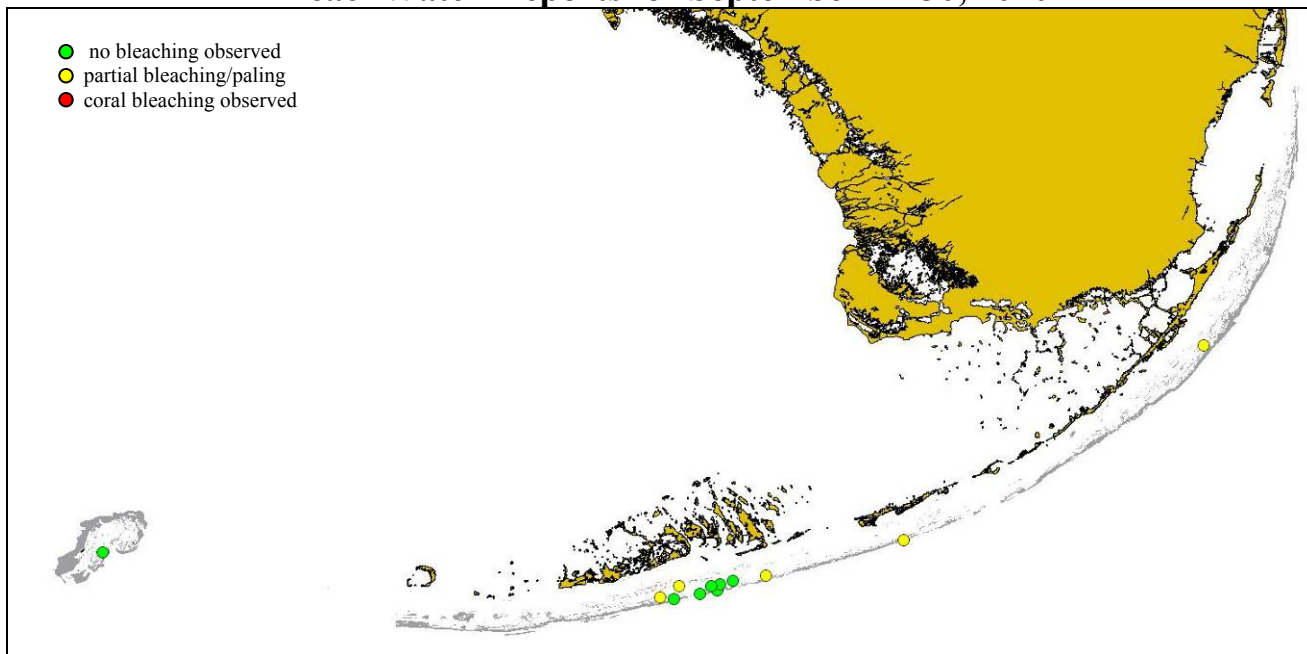 no bleaching observed
partial bleaching/paling
coral bleaching observed